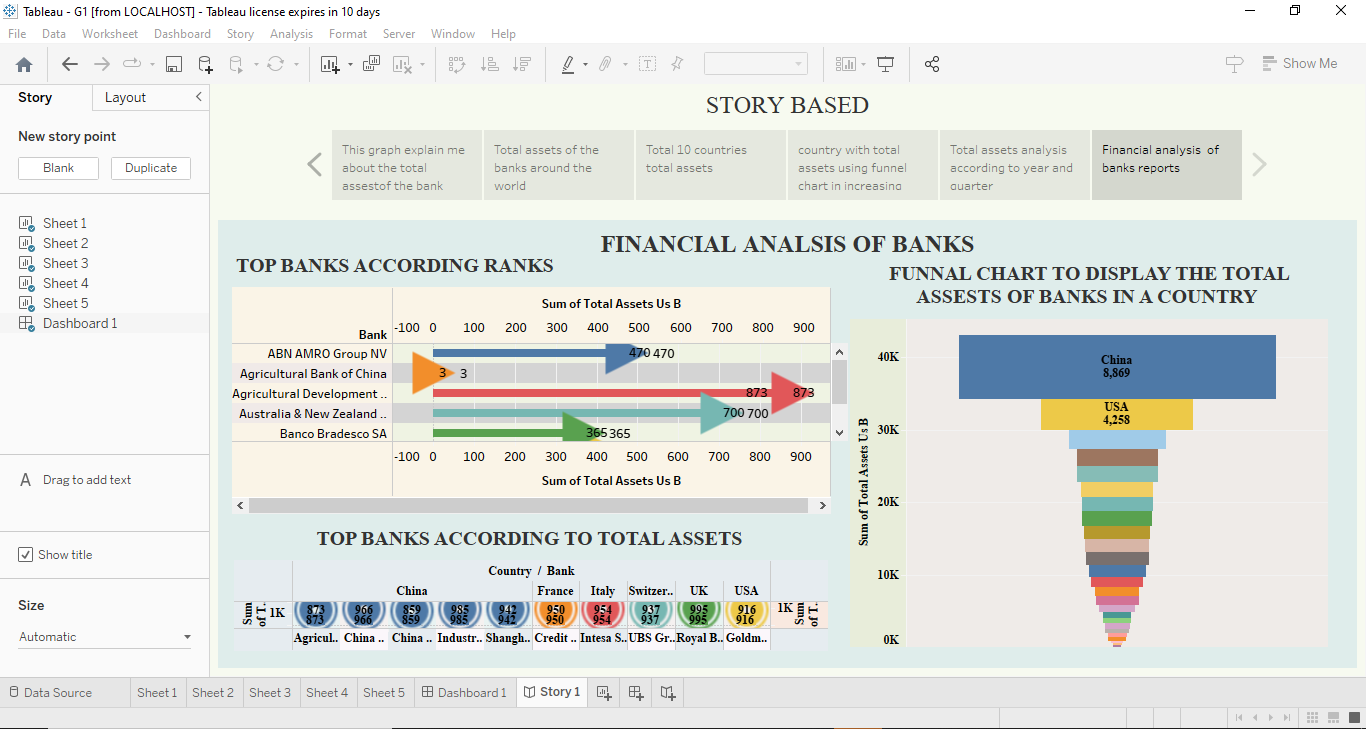 Tableau - G1 [from LOCALHOST] - Tableau license expires in 10 days
File Data Worksheet Dashboard Story Analysis Format Server Window Help
Show Me
Story Layout
New story point
Blank Duplicate
Sheet 1
Sheet 2
Sheet 3
Sheet 4
Sheet 5
Dashboard 1
A Drag to add text
Show title
Size
Automatic
STORY BASED
This graph explain me
about the total
assestof the bank
Total assets of the
banks around the
world
Total 10 countries
total assets
country with total
assets using funnel
chart in increasing
Total assets analysis
according to year and
quarter
Financial analysis of
banks reports
FINANCIAL ANALSIS OF BANKS
TOP BANKS ACCORDING RANKS
Sum of Total Assets Us B
Bank -100 0 100 200 300 400 500 600 700 800 900
ABN AMRO Group NV 470 470
Agricultural Bank of China 3 3
Agricultural Development .. 873 873
Australia & New Zealand .. 700 700
Banco Bradesco SA 365 365
-100 0 100 200 300 400 500 600 700 800 900
Sum of Total Assets Us B
TOP BANKS ACCORDING TO TOTAL ASSETS
Country / Bank
China France Italy Switzer.. UK USA
Sum of T.. 1K 873 966 859 985 942 950 954 937 995 916 1K Sum of T..
873 966 859 985 942 950 954 937 995 916
Agricul.. China .. China .. Industr.. Shangh.. Credit .. Intesa S.. UBS Gr.. Royal B.. Goldm..
FUNNAL CHART TO DISPLAY THE TOTAL
ASSESTS OF BANKS IN A COUNTRY
Sum of Total Assets Us B
40K
30K
20K
10K
0K
China
8,869
USA
4,258
Data Source Sheet 1 Sheet 2 Sheet 3 Sheet 4 Sheet 5 Dashboard 1 Story 1